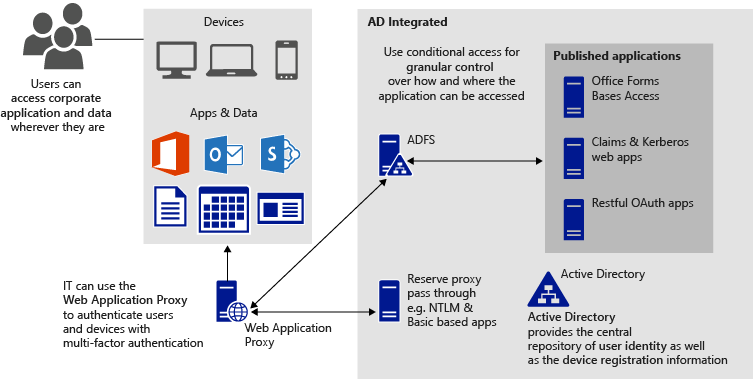 Devices
Users can
access corporate
application and data
wherever they are
Apps & Data
AD Integrated
Use conditional access for
granular control
over how and where the
application can be accessed
Published applications
Office Forms
Bases Access
ADFS
Claims & Kerberos
web apps
Restful OAuth apps
IT can use the
Web Application Proxy
to authenticate users
and devices with
multi-factor authentication
Web Application
Proxy
Reserve proxy
pass through
e.g. NTLM &
Basic based apps
Active Directory
Active Directory
provides the central
repository of user identity as well
as the device registration information